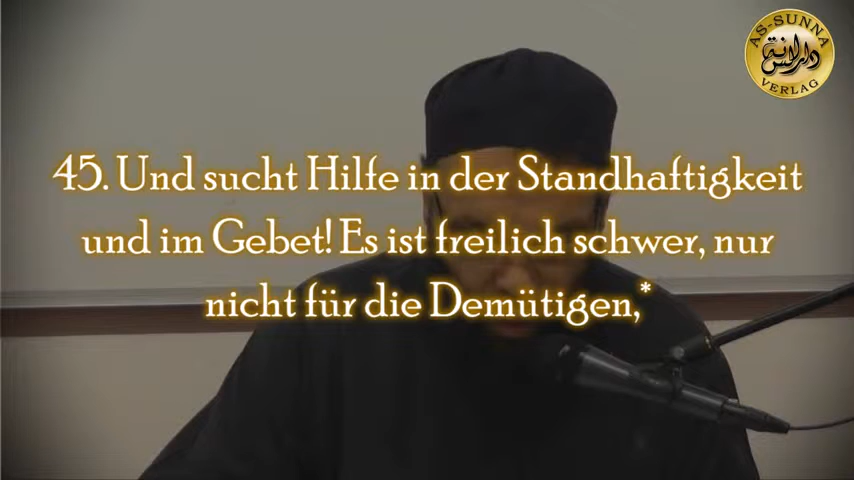 AS-SUNNA
VERLAG
45. Und sucht Hilfe in der Standhaftigkeit
und im Gebet! Es ist freilich schwer, nur
nicht für die Demütigen,*